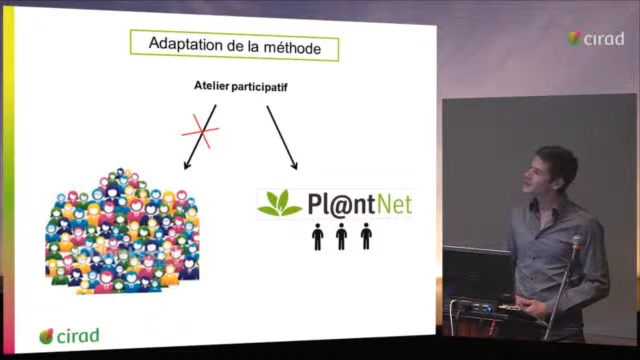 Adaptation de la méthode
Atelier participatif
Pl@ntNet
cirad
cirad